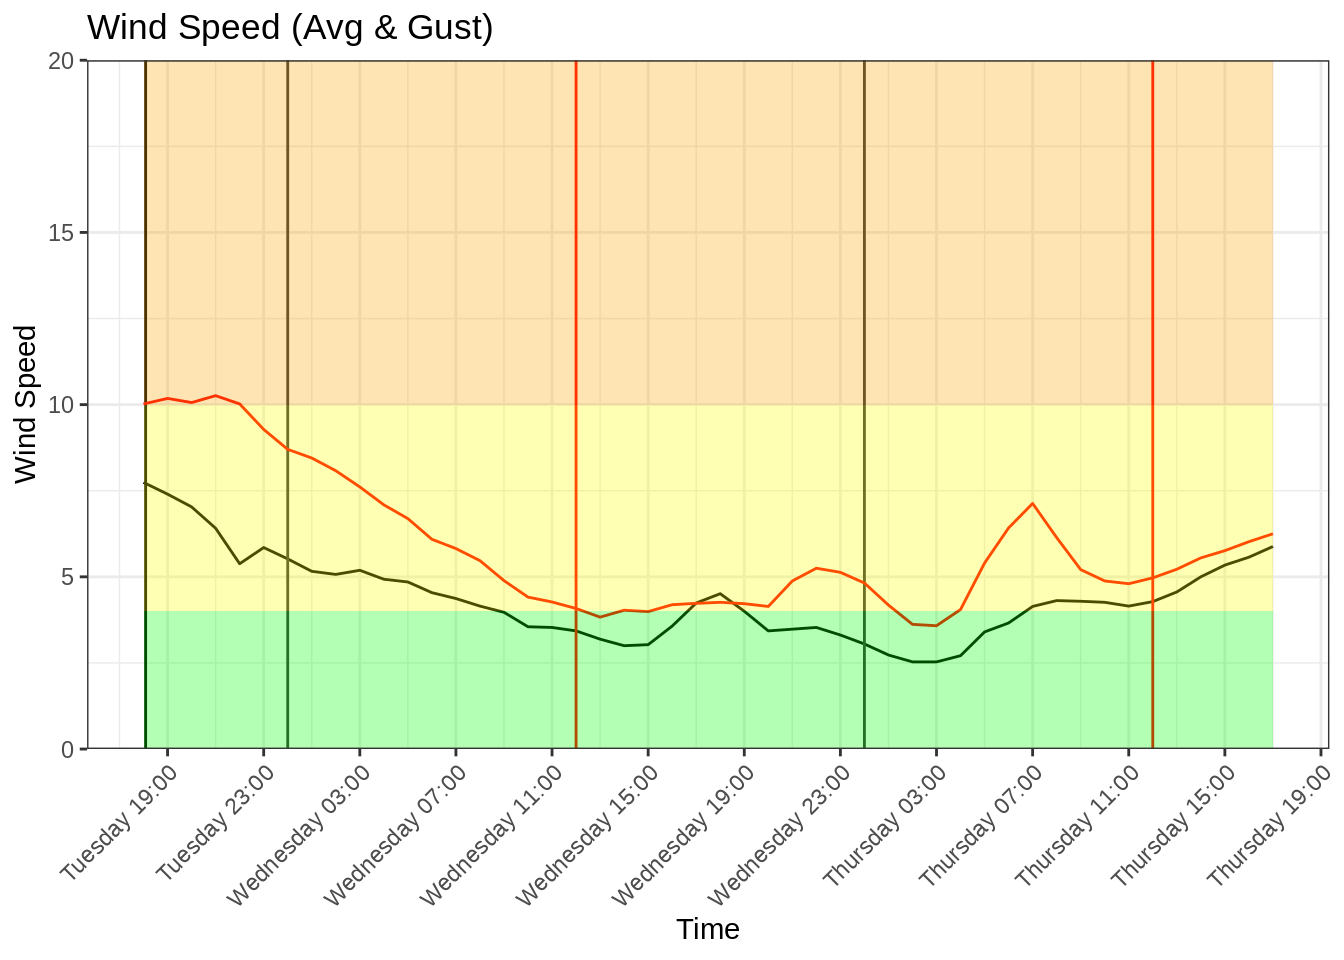 Wind Speed (Avg & Gust)
20
15
10
5
0
Wind Speed
Tuesday 19:00
Tuesday 23:00
Wednesday 03:00
Wednesday 07:00
Wednesday 11:00
Wednesday 15:00
Wednesday 19:00
Wednesday 23:00
Thursday 03:00
Thursday 07:00
Thursday 11:00
Thursday 15:00
Thursday 19:00
Time